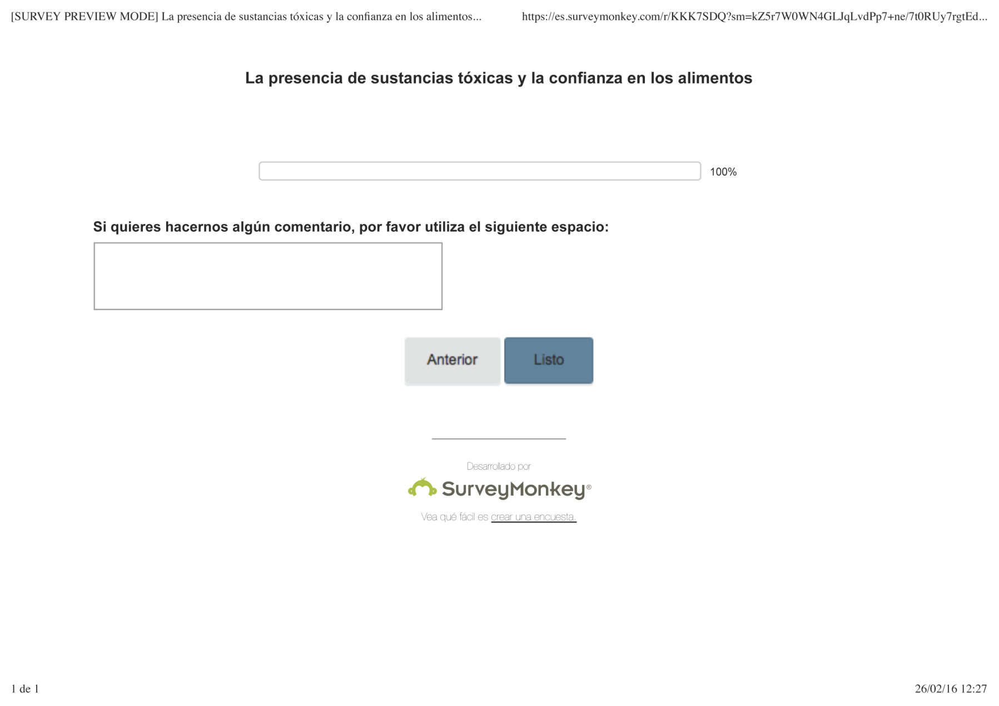 [SURVEY PREVIEW MODE] La presencia de sustancias tóxicas y la confianza en los alimentos... https://es.surveymonkey.com/r/KKK7SDQ?sm=kZ5r7W0WN4GLJqLvdPp7+ne/7t0RUy7rgtEd...
La presencia de sustancias tóxicas y la confianza en los alimentos
100%
Si quieres hacernos algún comentario, por favor utiliza el siguiente espacio:
Anterior Listo
Desarrollado por
SurveyMonkey®
Vea qué fácil es crear una encuesta.
1 de 1 26/02/16 12:27